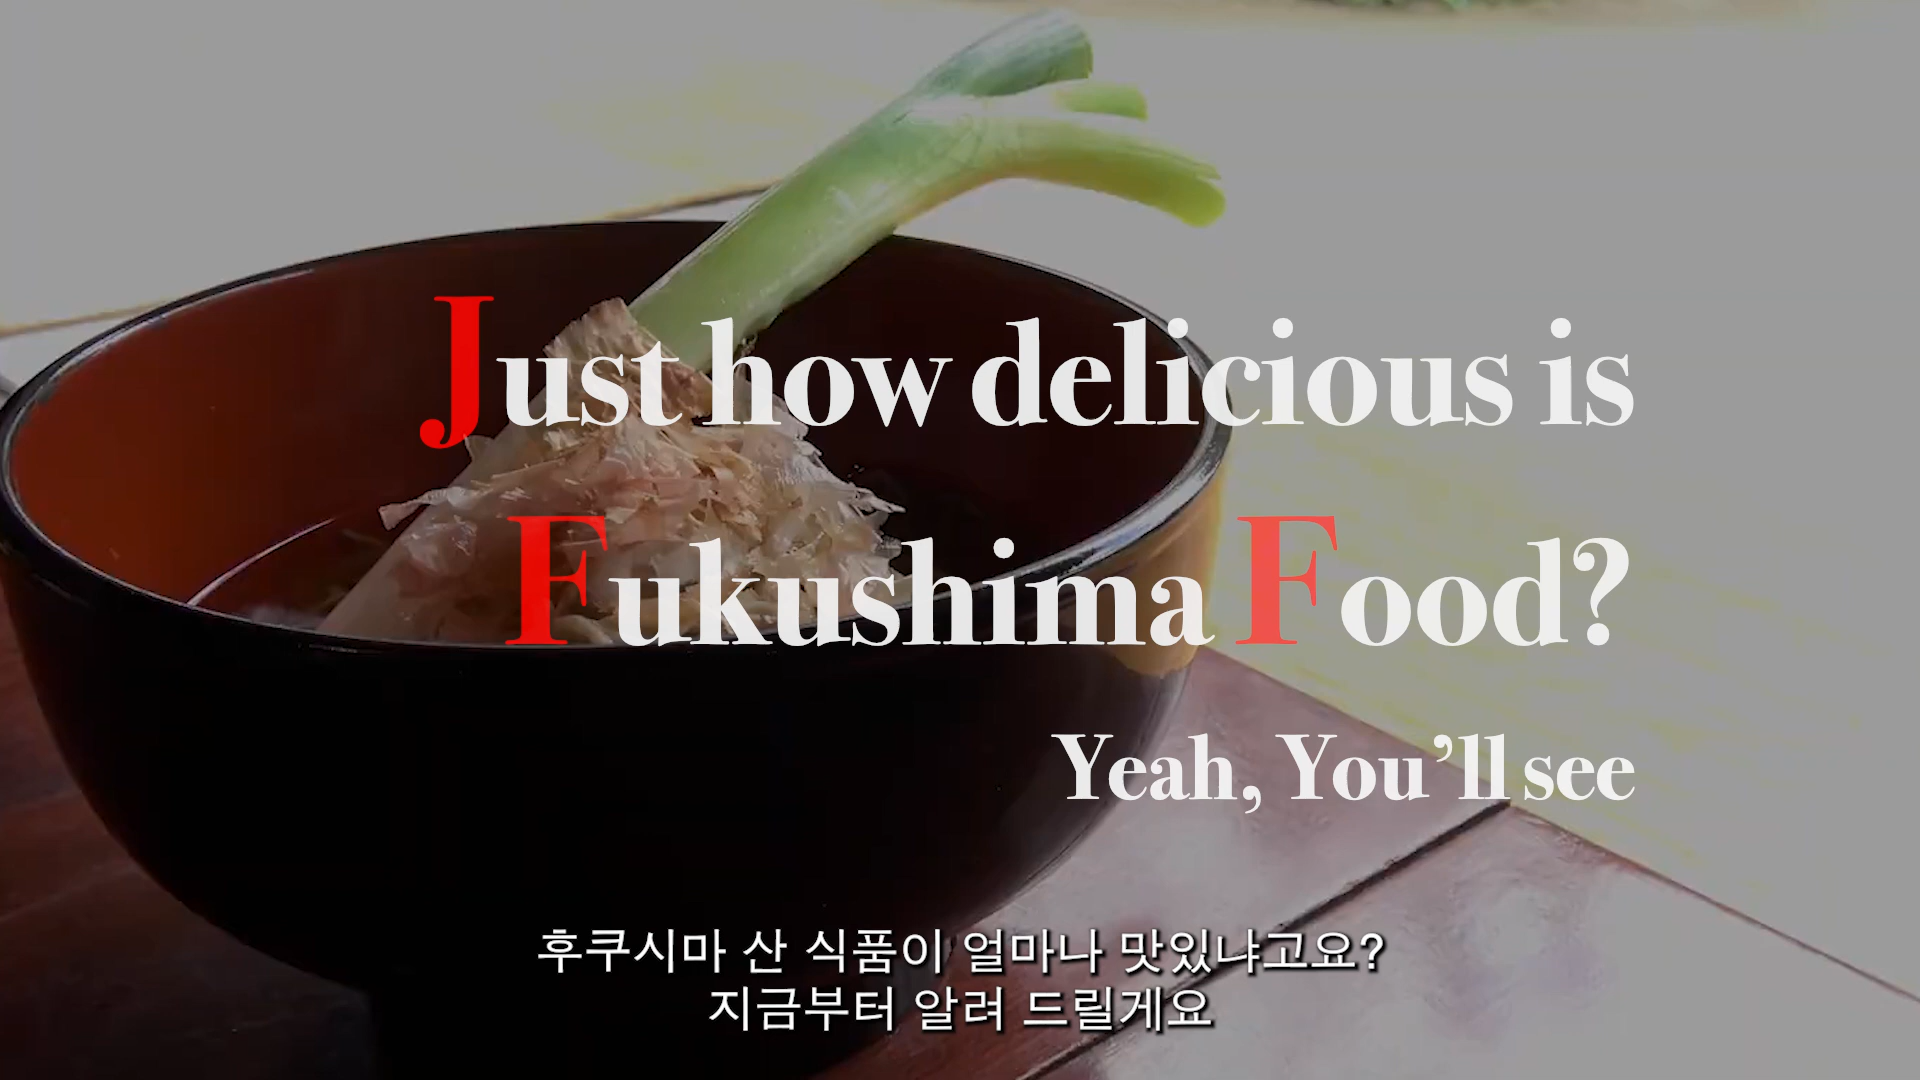 Just how delicious is
Fukushima Food?
Yeah, You’ll see
후쿠시마 산 식품이 얼마나 맛있냐고요?
지금부터 알려 드릴게요